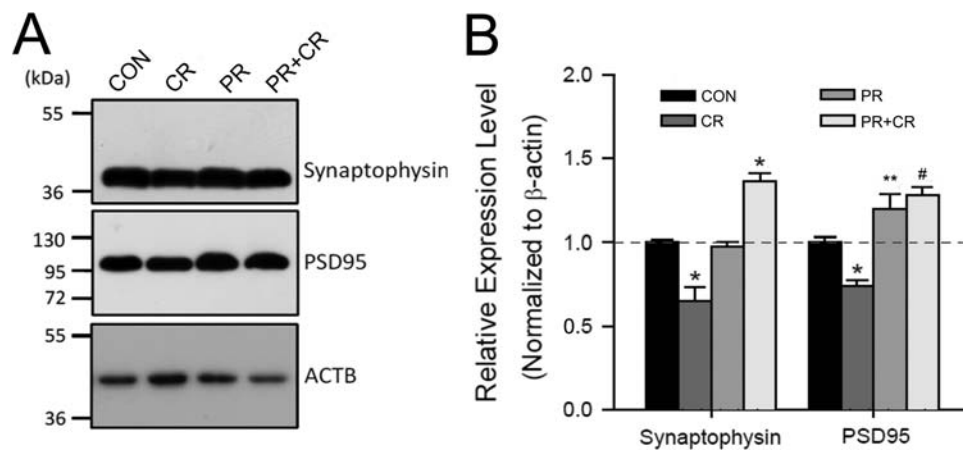 A
B
(kDa)
CON
CR
PR
PR+CR
55
36
Synaptophysin
130
95
72
PSD95
55
36
ACTB
Relative Expression Level
(Normalized to β-actin)
2.0
1.5
1.0
0.5
0.0
CON
PR
CR
PR+CR
*
*
*
**
#
Synaptophysin
PSD95